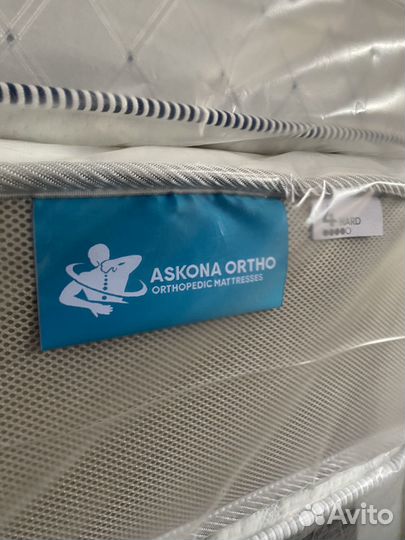 ASKONA ORTHO
ORTHOPEDIC MATTRESSES
4 HARD
Avito